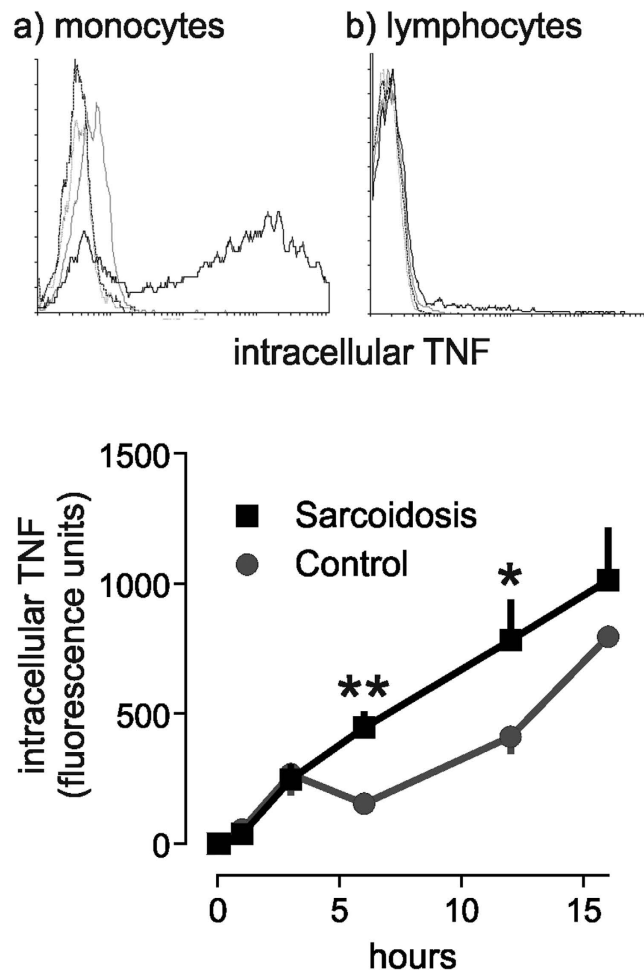 a) monocytes
b) lymphocytes
intracellular TNF
intracellular TNF
(fluorescence units)
1500
1000
500
0
Sarcoidosis
Control
**
*
0
5
10
15
hours